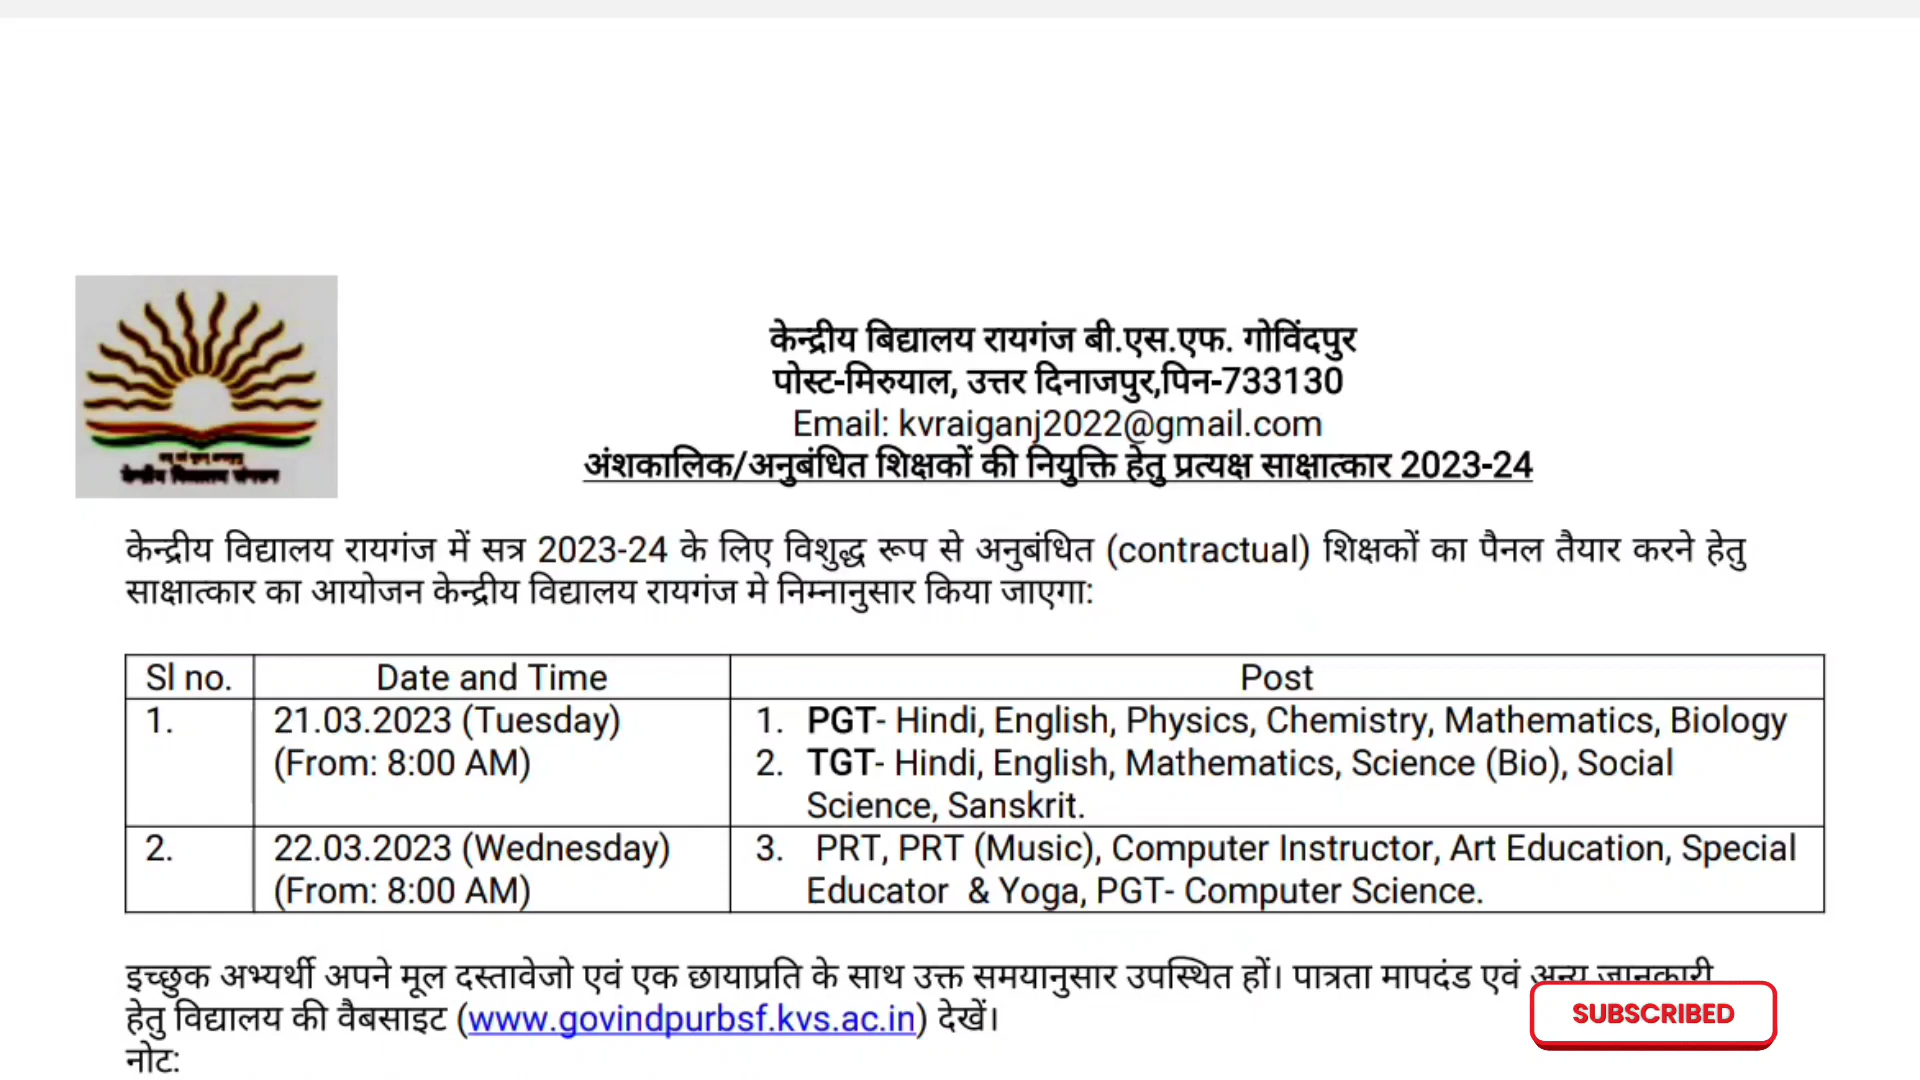 केन्द्रीय बिद्यालय रायगंज बी.एस.एफ. गोविंदपुर
पोस्ट-मिरुयाल, उत्तर दिनाजपुर,पिन-733130
Email: kvraiganj2022@gmail.com
अंशकालिक/अनुबंधित शिक्षकों की नियुक्ति हेतु प्रत्यक्ष साक्षात्कार 2023-24
केन्द्रीय विद्यालय रायगंज में सत्र 2023-24 के लिए विशुद्ध रूप से अनुबंधित (contractual) शिक्षकों का पैनल तैयार करने हेतु
साक्षात्कार का आयोजन केन्द्रीय विद्यालय रायगंज मे निम्नानुसार किया जाएगा:
Sl no. Date and Time Post
1. 21.03.2023 (Tuesday) 1. PGT- Hindi, English, Physics, Chemistry, Mathematics, Biology
(From: 8:00 AM) 2. TGT- Hindi, English, Mathematics, Science (Bio), Social
Science, Sanskrit.
2. 22.03.2023 (Wednesday) 3. PRT, PRT (Music), Computer Instructor, Art Education, Special
(From: 8:00 AM) Educator & Yoga, PGT- Computer Science.
इच्छुक अभ्यर्थी अपने मूल दस्तावेजो एवं एक छायाप्रति के साथ उक्त समयानुसार उपस्थित हों। पात्रता मापदंड एवं अन्य जानकारी
हेतु विद्यालय की वैबसाइट (www.govindpurbsf.kvs.ac.in) देखें।
SUBSCRIBED
नोट: